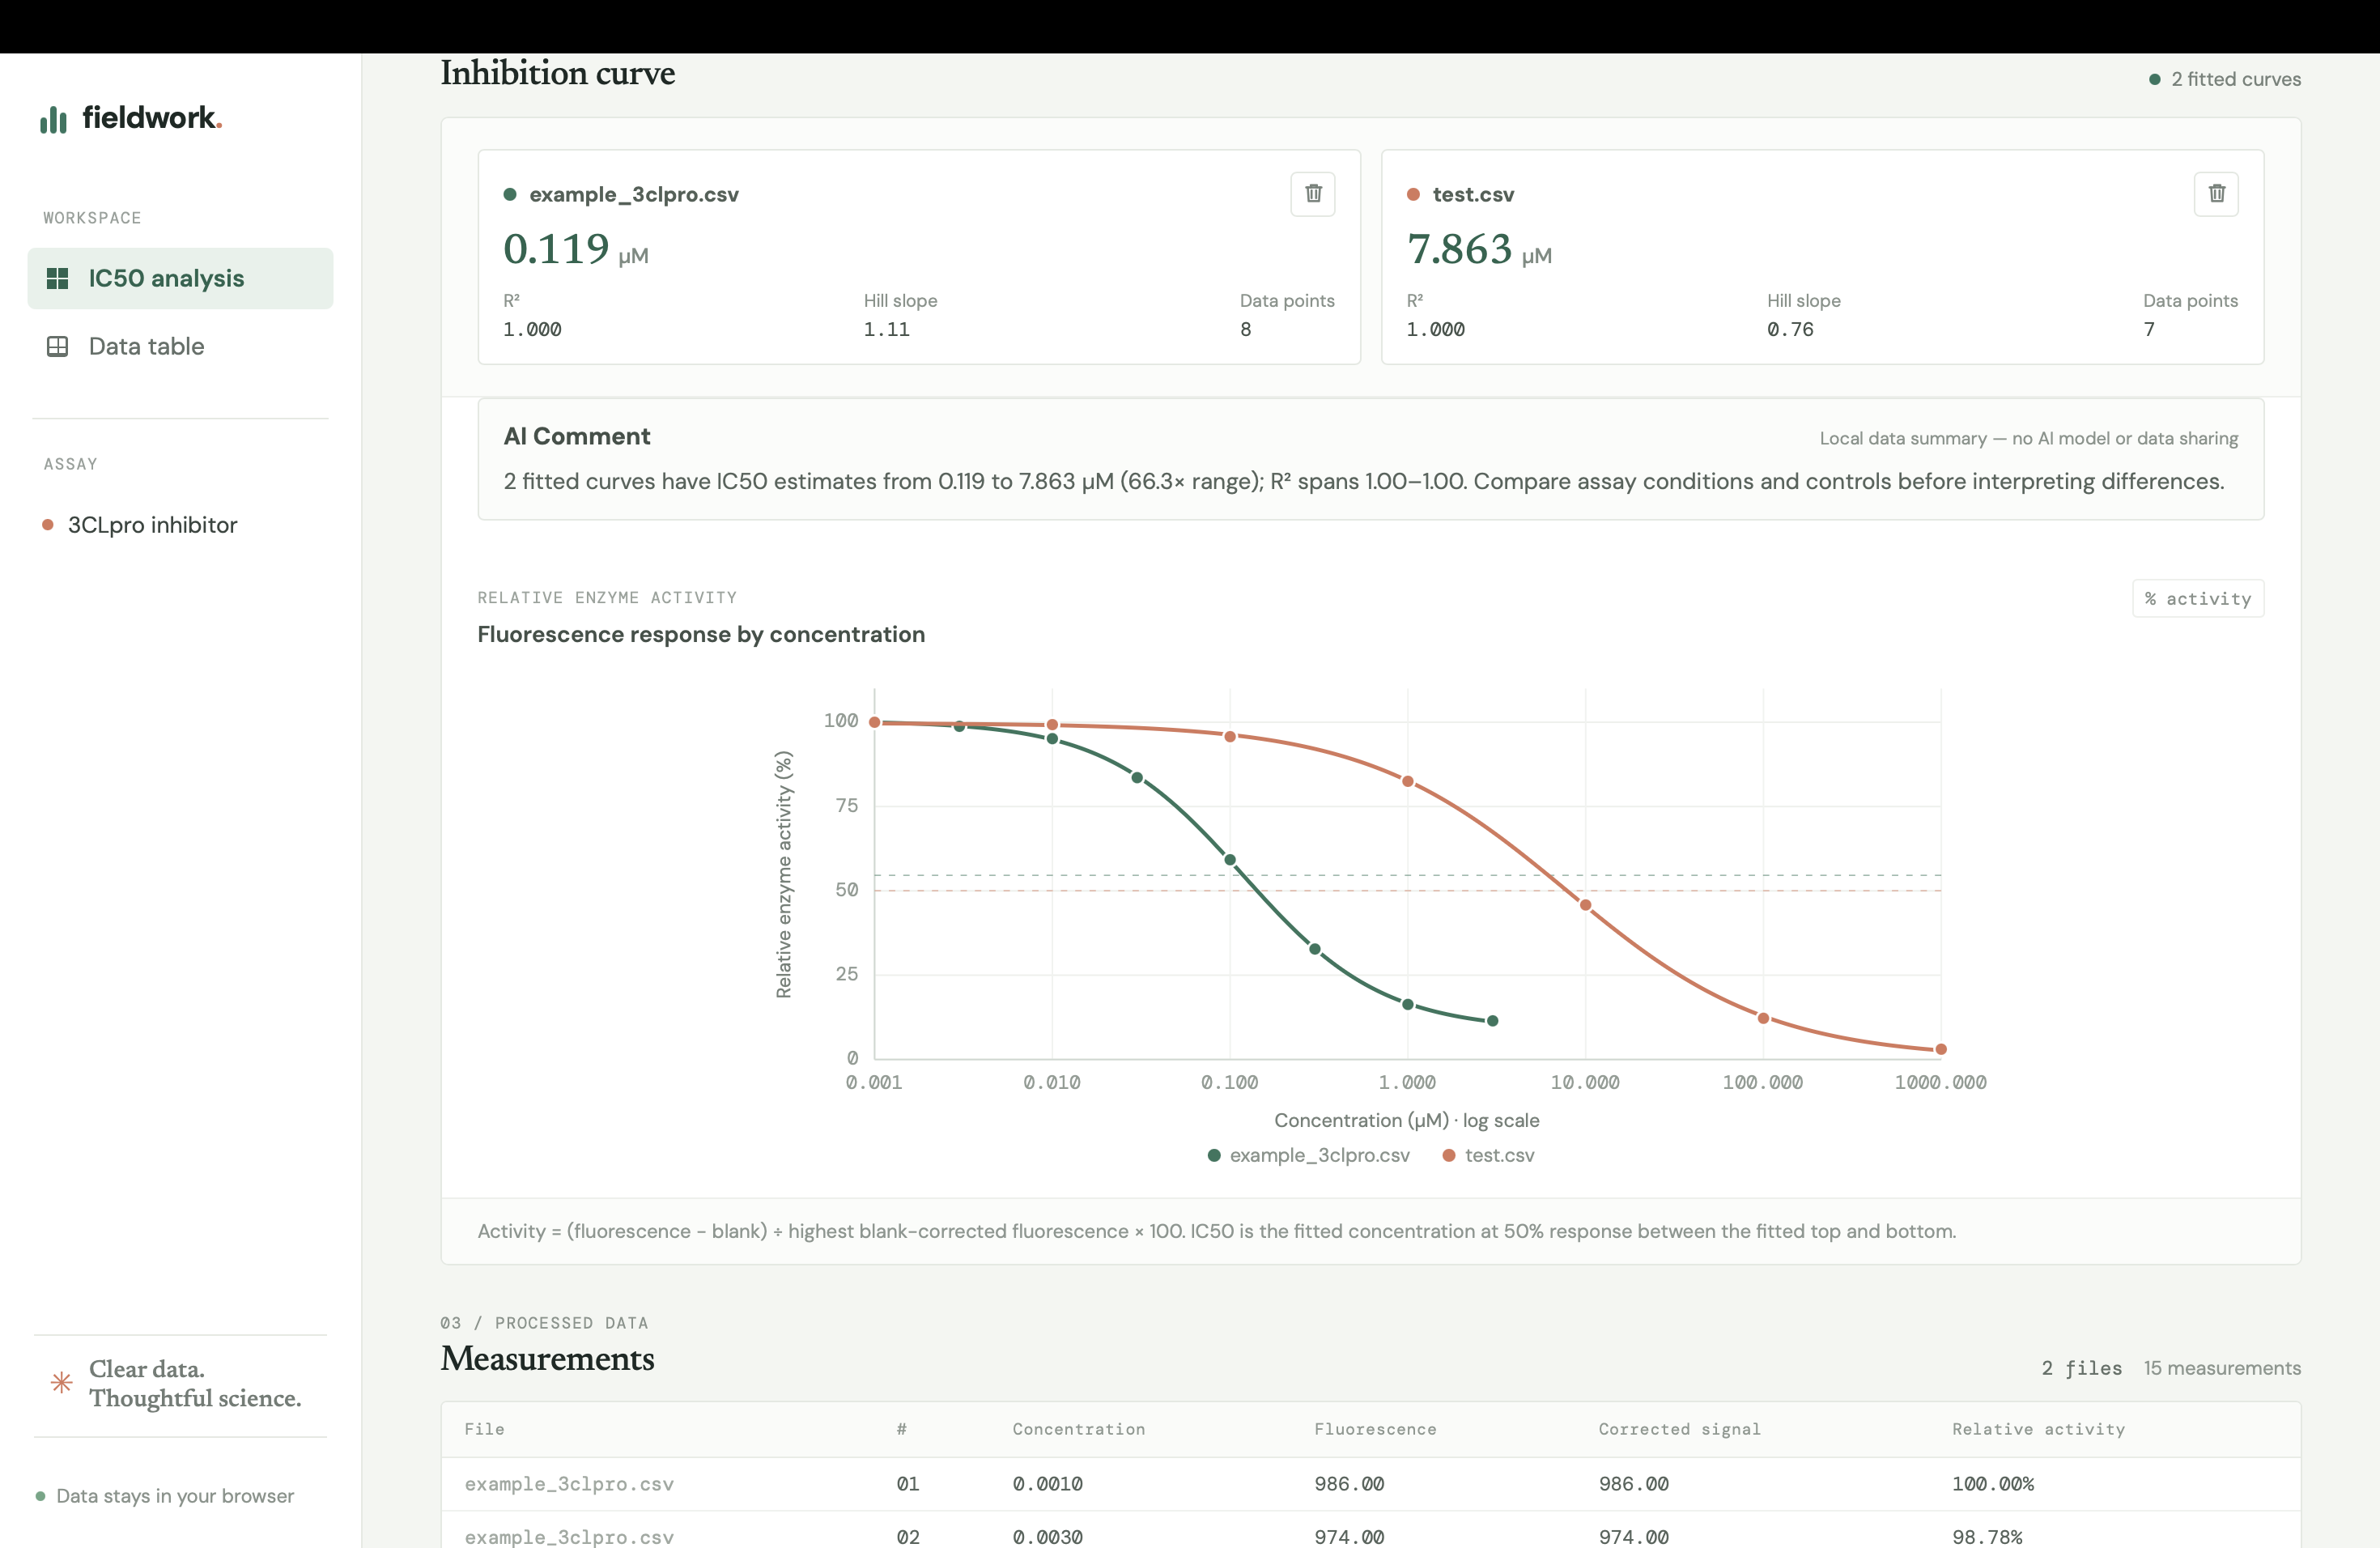 fieldwork.
WORKSPACE
IC50 analysis
Data table
ASSAY
3CLpro inhibitor
Clear data.
Thoughtful science.
Data stays in your browser
Inhibition curve
2 fitted curves
example_3clpro.csv
0.119 µM
R² Hill slope Data points
1.000 1.11 8
test.csv
7.863 µM
R² Hill slope Data points
1.000 0.76 7
AI Comment
Local data summary — no AI model or data sharing
2 fitted curves have IC50 estimates from 0.119 to 7.863 µM (66.3× range); R² spans 1.00–1.00. Compare assay conditions and controls before interpreting differences.
RELATIVE ENZYME ACTIVITY
% activity
Fluorescence response by concentration
Relative enzyme activity (%)
100
75
50
25
0
0.001 0.010 0.100 1.000 10.000 100.000 1000.000
Concentration (µM) · log scale
example_3clpro.csv test.csv
Activity = (fluorescence − blank) ÷ highest blank-corrected fluorescence × 100. IC50 is the fitted concentration at 50% response between the fitted top and bottom.
03 / PROCESSED DATA
Measurements
2 files 15 measurements
File # Concentration Fluorescence Corrected signal Relative activity
example_3clpro.csv 01 0.0010 986.00 986.00 100.00%
example_3clpro.csv 02 0.0030 974.00 974.00 98.78%